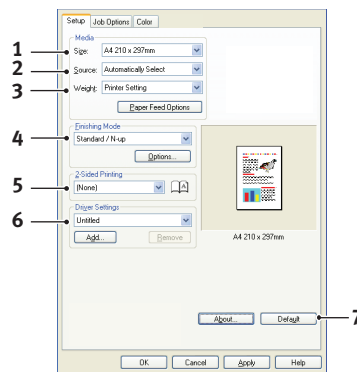 Setup Job Options Color
Media
1 Size: A4 210 x 297mm
2 Source: Automatically Select
3 Weight: Printer Setting
Paper Feed Options
Finishing Mode
4 Standard / N-up
Options...
2-Sided Printing
5 (None) A
Driver Settings
6 Untitled
Add... Remove
A4 210 x 297mm
About... Default 7
OK Cancel Apply Help